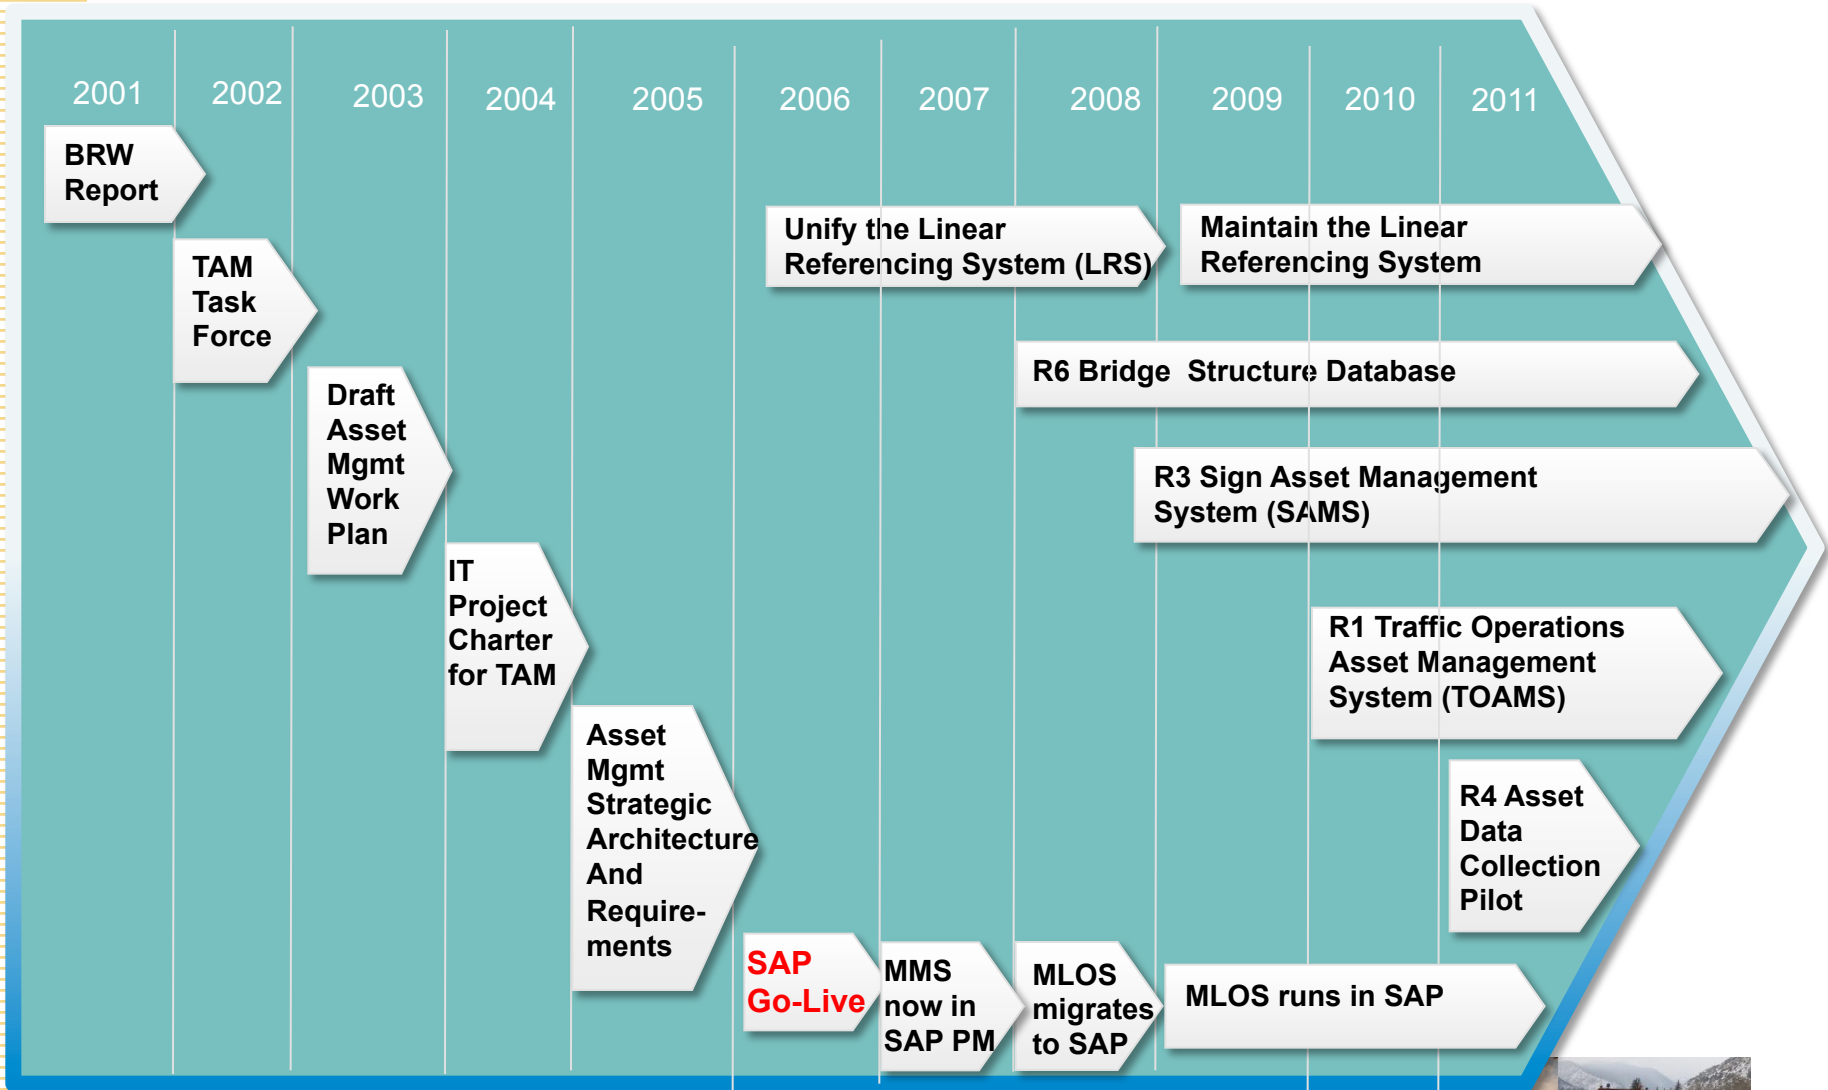 2001 2002 2003 2004 2005 2006 2007 2008 2009 2010 2011
BRW
Report
TAM
Task
Force
Draft
Asset
Mgmt
Work
Plan
IT
Project
Charter
for TAM
Asset
Mgmt
Strategic
Architecture
And
Require-
ments
Unify the Linear
Referencing System (LRS)
Maintain the Linear
Referencing System
R6 Bridge Structure Database
R3 Sign Asset Management
System (SAMS)
R1 Traffic Operations
Asset Management
System (TOAMS)
R4 Asset
Data
Collection
Pilot
SAP
Go-Live
MMS
now in
SAP PM
MLOS
migrates
to SAP
MLOS runs in SAP